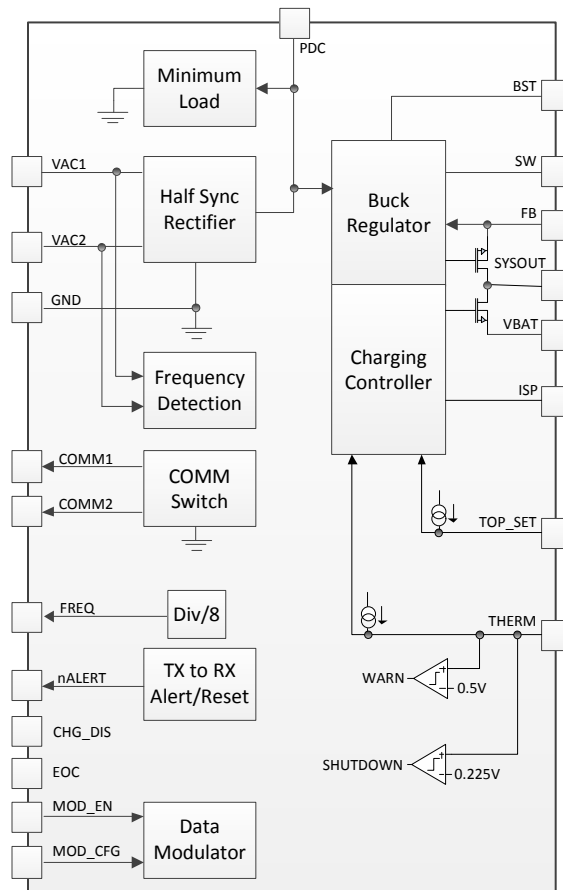 PDC
Minimum
Load
BST
VAC1
SW
Half Sync
Rectifier
Buck
Regulator
FB
VAC2
SYSOUT
GND
VBAT
Charging
Controller
Frequency
Detection
ISP
COMM1
COMM
Switch
COMM2
TOP_SET
FREQ
Div/8
THERM
nALERT
TX to RX
Alert/Reset
WARN
+
-
0.5V
CHG_DIS
SHUTDOWN
+
-
0.225V
EOC
MOD_EN
Data
Modulator
MOD_CFG